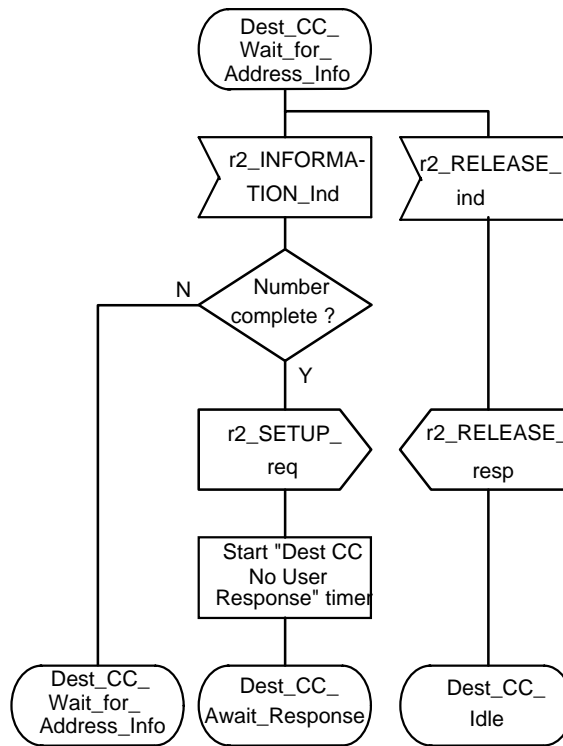 Dest_CC_
Wait_for_
Address_Info
r2_INFORMA-
TION_Ind
r2_RELEASE_
ind
N
Number
complete ?
Y
r2_SETUP_
req
r2_RELEASE_
resp
Start "Dest CC
No User
Response" timer
Dest_CC_
Wait_for_
Address_Info
Dest_CC_
Await_Response
Dest_CC_
Idle